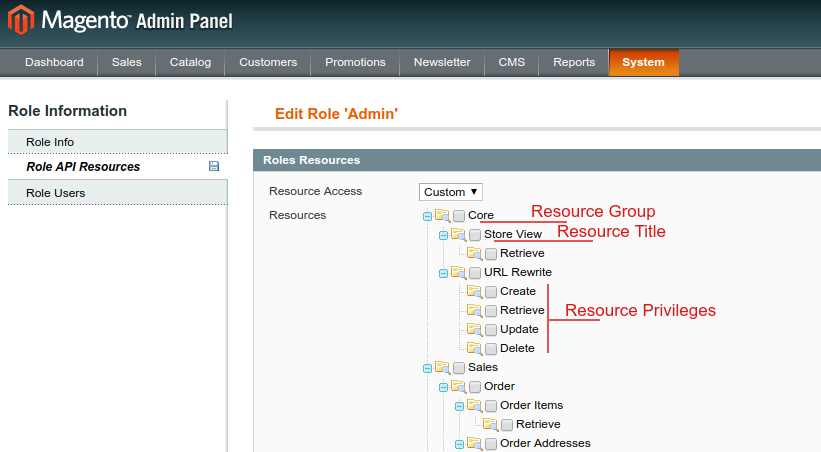 Magento™ Admin Panel
Dashboard Sales Catalog Customers Promotions Newsletter CMS Reports System
Role Information
Role Info
Role API Resources
Role Users
Edit Role 'Admin'
Roles Resources
Resource Access Custom
Resources
Core Resource Group
Store View Resource Title
Retrieve
URL Rewrite
Create
Retrieve Resource Privileges
Update
Delete
Sales
Order
Order Items
Retrieve
Order Addresses